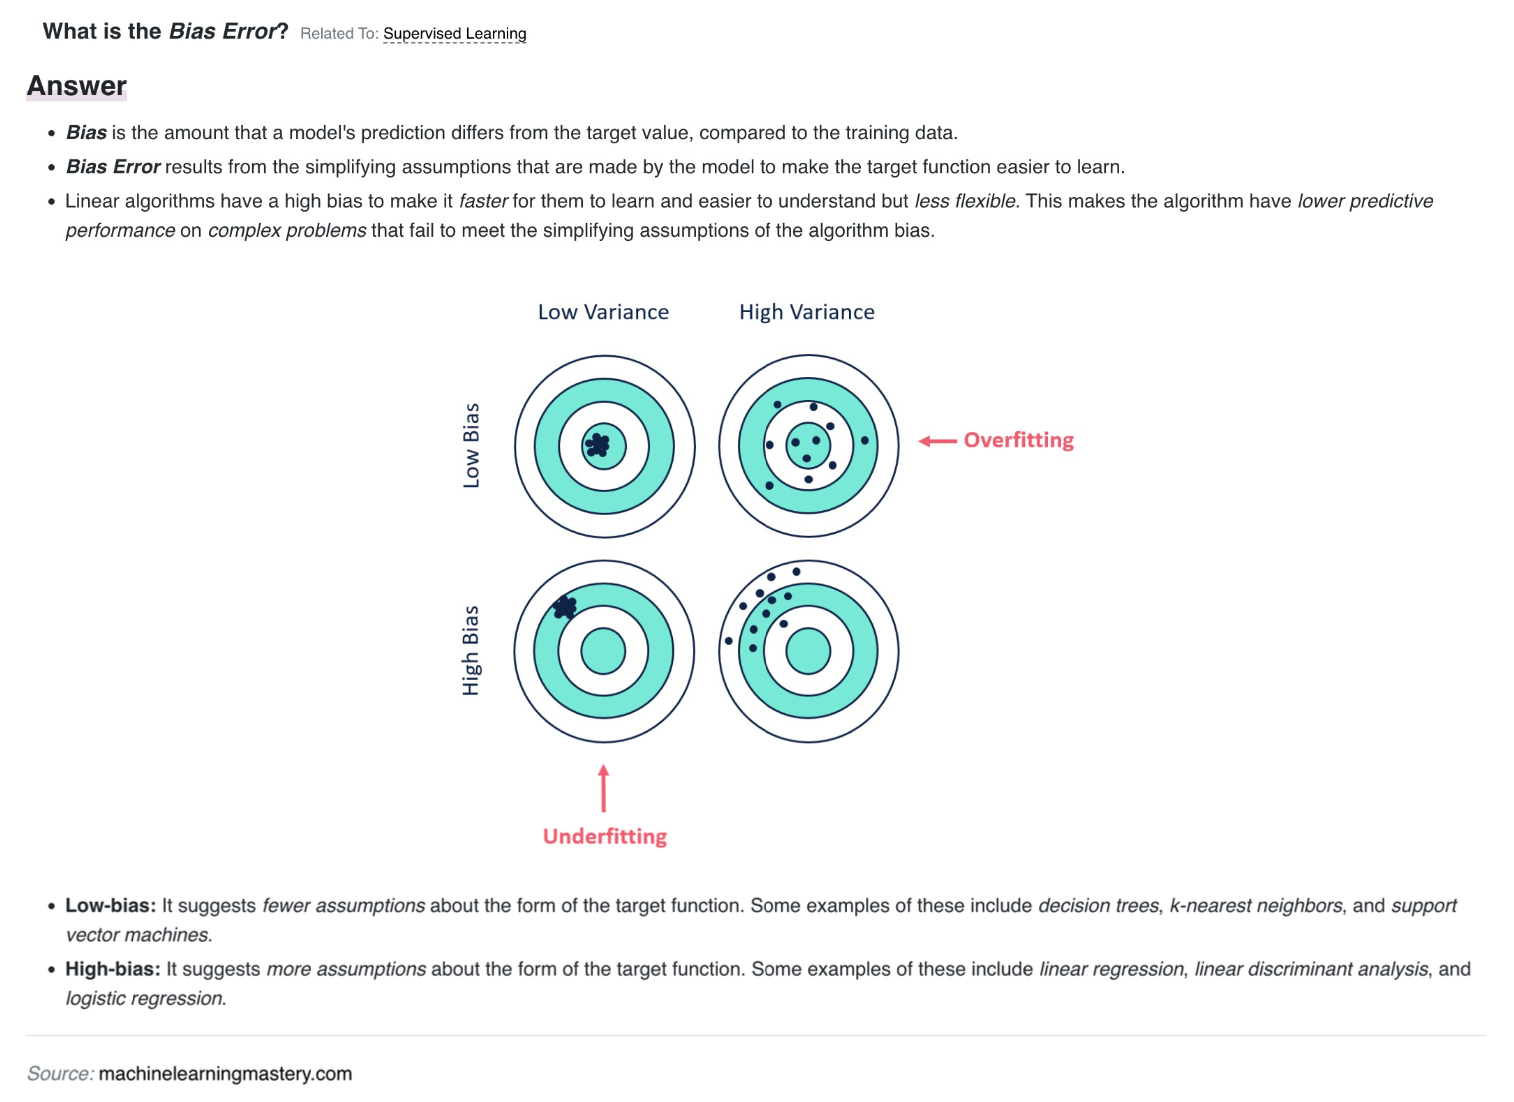 What is the Bias Error? Related To: Supervised Learning
Answer
• Bias is the amount that a model's prediction differs from the target value, compared to the training data.
• Bias Error results from the simplifying assumptions that are made by the model to make the target function easier to learn.
• Linear algorithms have a high bias to make it faster for them to learn and easier to understand but less flexible. This makes the algorithm have lower predictive
performance on complex problems that fail to meet the simplifying assumptions of the algorithm bias.
Low Variance High Variance
Low Bias
Overfitting
High Bias
Underfitting
• Low-bias: It suggests fewer assumptions about the form of the target function. Some examples of these include decision trees, k-nearest neighbors, and support
vector machines.
• High-bias: It suggests more assumptions about the form of the target function. Some examples of these include linear regression, linear discriminant analysis, and
logistic regression.
Source: machinelearningmastery.com